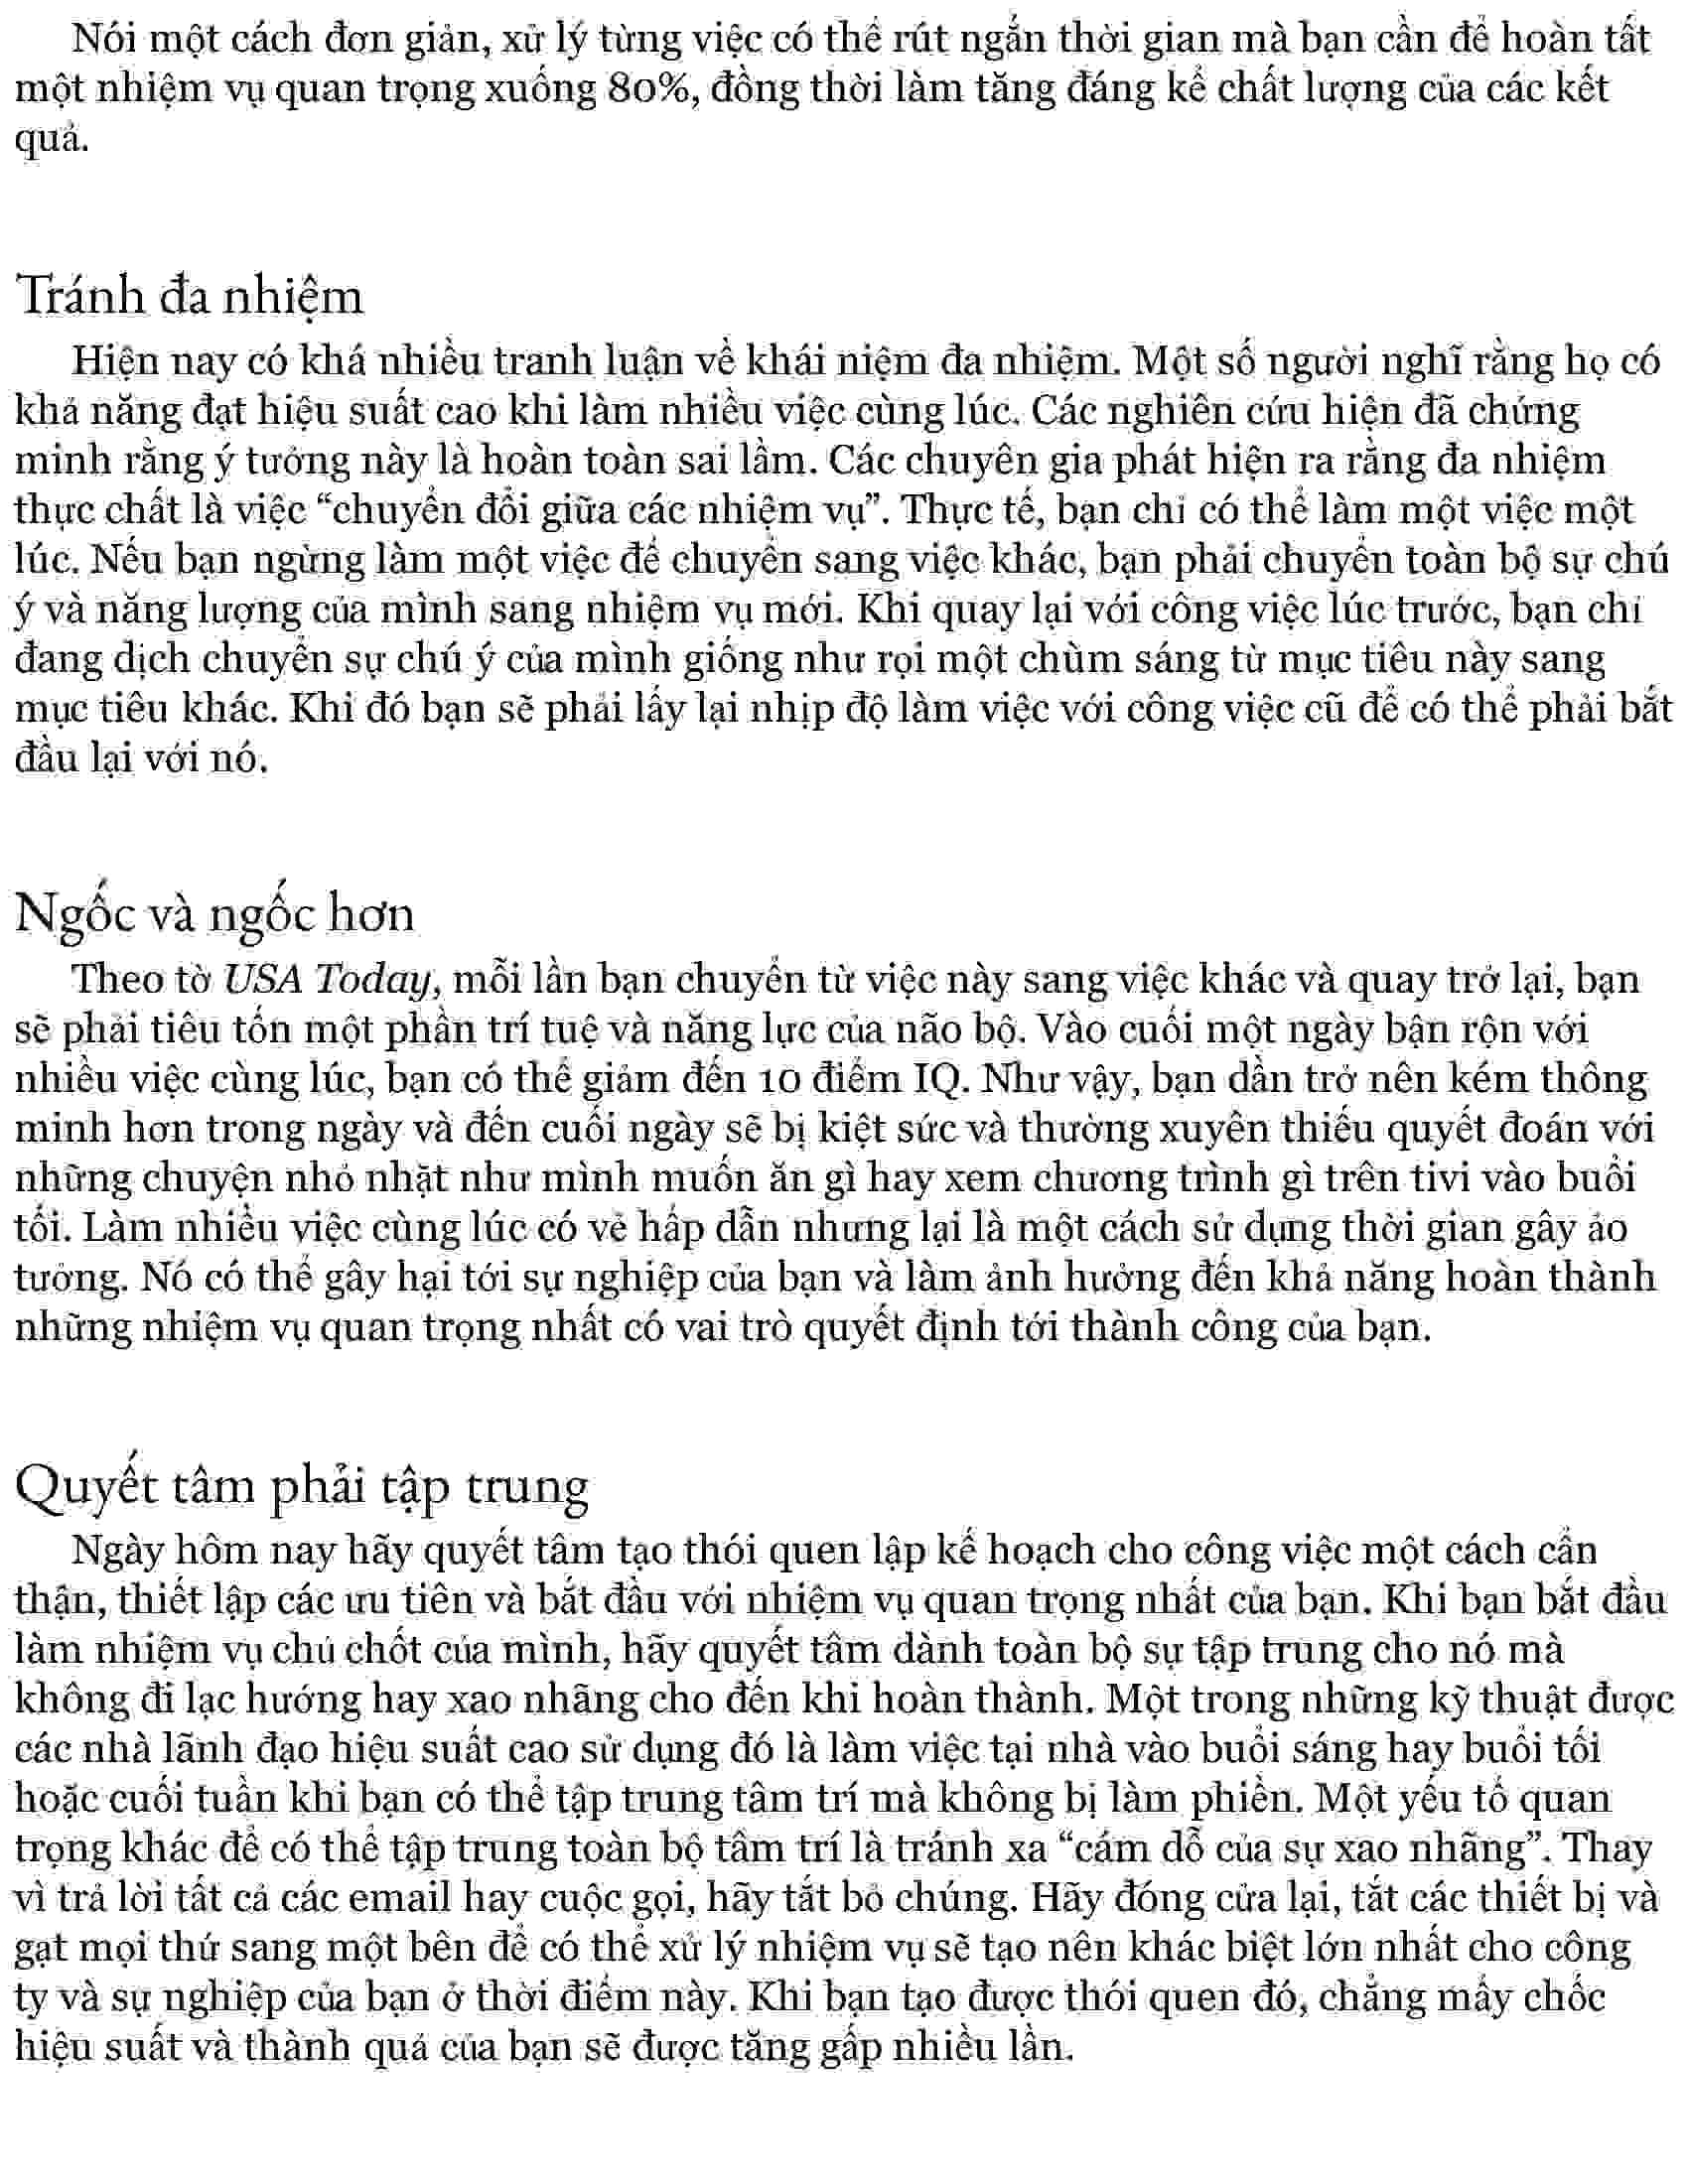 Nói một cách đơn giản, xử lý từng việc có thể rút ngắn thời gian mà bạn cần để hoàn tất
một nhiệm vụ quan trọng xuống 80%, đồng thời làm tăng đáng kể chất lượng của các kết
quả.
Tránh đa nhiệm
Hiện nay có khá nhiều tranh luận về khái niệm đa nhiệm. Một số người nghĩ rằng họ có
khả năng đạt hiệu suất cao khi làm nhiều việc cùng lúc. Các nghiên cứu hiện đã chứng
minh rằng ý tưởng này là hoàn toàn sai lầm. Các chuyên gia phát hiện ra rằng đa nhiệm
thực chất là việc “chuyển đổi giữa các nhiệm vụ”. Thực tế, bạn chỉ có thể làm một việc một
lúc. Nếu bạn ngừng làm một việc để chuyển sang việc khác, bạn phải chuyển toàn bộ sự chú
ý và năng lượng của mình sang nhiệm vụ mới. Khi quay lại với công việc lúc trước, bạn chỉ
đang dịch chuyển sự chú ý của mình giống như rọi một chùm sáng từ mục tiêu này sang
mục tiêu khác. Khi đó bạn sẽ phải lấy lại nhịp độ làm việc với công việc cũ để có thể phải bắt
đầu lại với nó.
Ngốc và ngốc hơn
Theo tờ USA Today, mỗi lần bạn chuyển từ việc này sang việc khác và quay trở lại, bạn
sẽ phải tiêu tốn một phần trí tuệ và năng lực của não bộ. Vào cuối một ngày bận rộn với
nhiều việc cùng lúc, bạn có thể giảm đến 10 điểm IQ. Như vậy, bạn dần trở nên kém thông
minh hơn trong ngày và đến cuối ngày sẽ bị kiệt sức và thường xuyên thiếu quyết đoán với
những chuyện nhỏ nhặt như mình muốn ăn gì hay xem chương trình gì trên tivi vào buổi
tối. Làm nhiều việc cùng lúc có vẻ hấp dẫn nhưng lại là một cách sử dụng thời gian gây ảo
tưởng. Nó có thể gây hại tới sự nghiệp của bạn và làm ảnh hưởng đến khả năng hoàn thành
những nhiệm vụ quan trọng nhất có vai trò quyết định tới thành công của bạn.
Quyết tâm phải tập trung
Ngày hôm nay hãy quyết tâm tạo thói quen lập kế hoạch cho công việc một cách cẩn
thận, thiết lập các ưu tiên và bắt đầu với nhiệm vụ quan trọng nhất của bạn. Khi bạn bắt đầu
làm nhiệm vụ chủ chốt của mình, hãy quyết tâm dành toàn bộ sự tập trung cho nó mà
không đi lạc hướng hay xao nhãng cho đến khi hoàn thành. Một trong những kỹ thuật được
các nhà lãnh đạo hiệu suất cao sử dụng đó là làm việc tại nhà vào buổi sáng hay buổi tối
hoặc cuối tuần khi bạn có thể tập trung tâm trí mà không bị làm phiền. Một yếu tố quan
trọng khác để có thể tập trung toàn bộ tâm trí là tránh xa “cám dỗ của sự xao nhãng”. Thay
vì trả lời tất cả các email hay cuộc gọi, hãy tắt bỏ chúng. Hãy đóng cửa lại, tắt các thiết bị và
gạt mọi thứ sang một bên để có thể xử lý nhiệm vụ sẽ tạo nên khác biệt lớn nhất cho công
ty và sự nghiệp của bạn ở thời điểm này. Khi bạn tạo được thói quen đó, chẳng mấy chốc
hiệu suất và thành quả của bạn sẽ được tăng gấp nhiều lần.